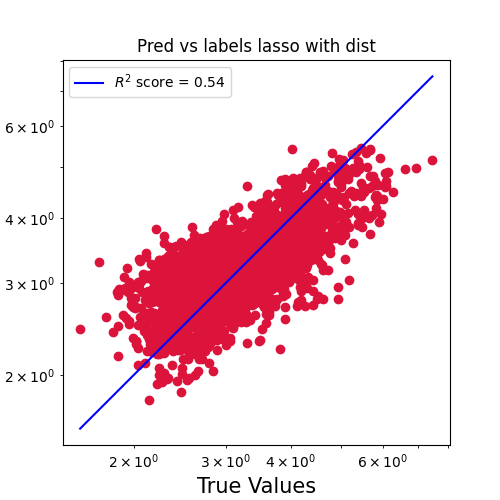 Pred vs labels lasso with dist
R² score = 0.54
6 × 10⁰
4 × 10⁰
3 × 10⁰
2 × 10⁰
2 × 10⁰ 3 × 10⁰ 4 × 10⁰ 6 × 10⁰
True Values